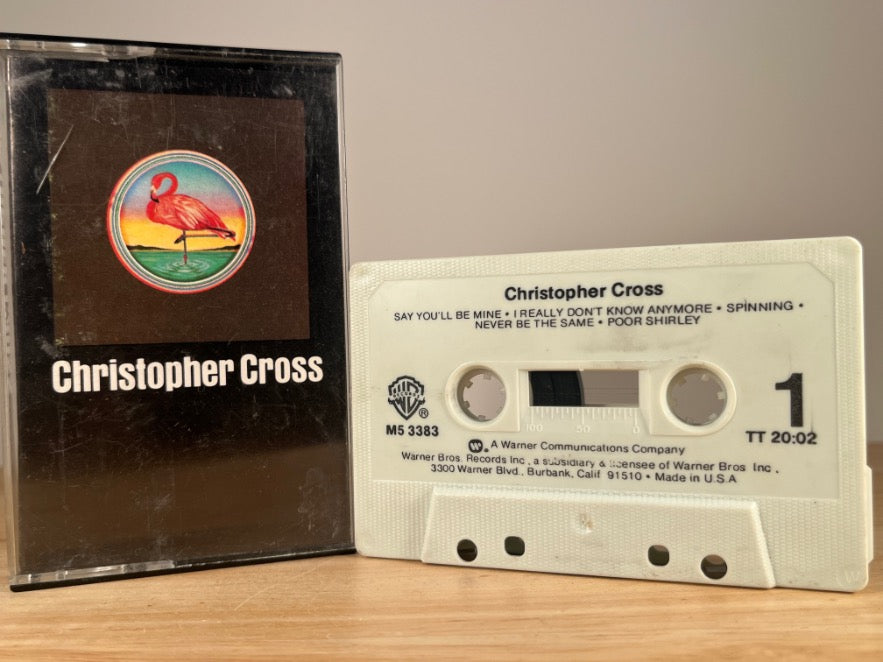 Christopher Cross
Christopher Cross
SAY YOU'LL BE MINE • I REALLY DON'T KNOW ANYMORE • SPINNING •
NEVER BE THE SAME • POOR SHIRLEY
WB
RECORDS
®
M5 3383
100 50 0
1
TT 20:02
W. A Warner Communications Company
Warner Bros. Records Inc., a subsidiary & licensee of Warner Bros. Inc.,
3300 Warner Blvd., Burbank, Calif. 91510 • Made in U.S.A.
W